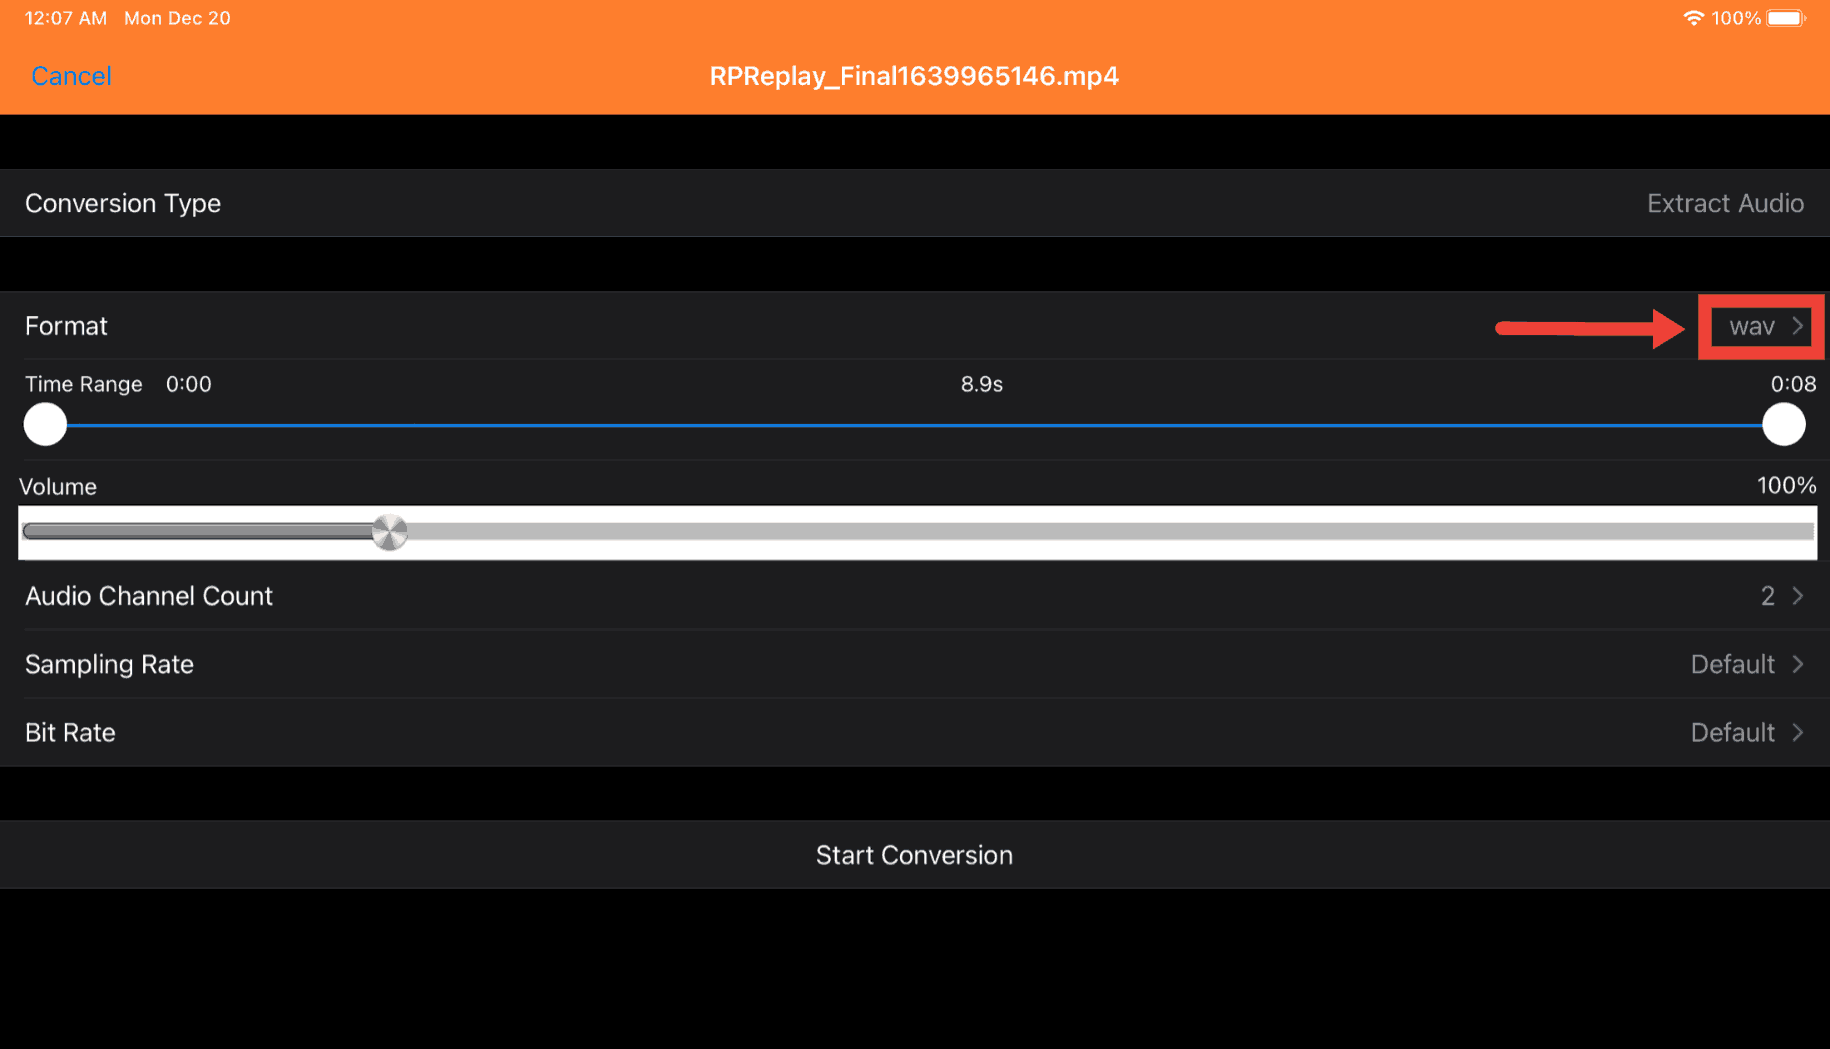 12:07 AM Mon Dec 20 100%
Cancel RPReplay_Final1639965146.mp4
Conversion Type Extract Audio
Format wav
Time Range 0:00 8.9s 0:08
Volume 100%
Audio Channel Count 2
Sampling Rate Default
Bit Rate Default
Start Conversion